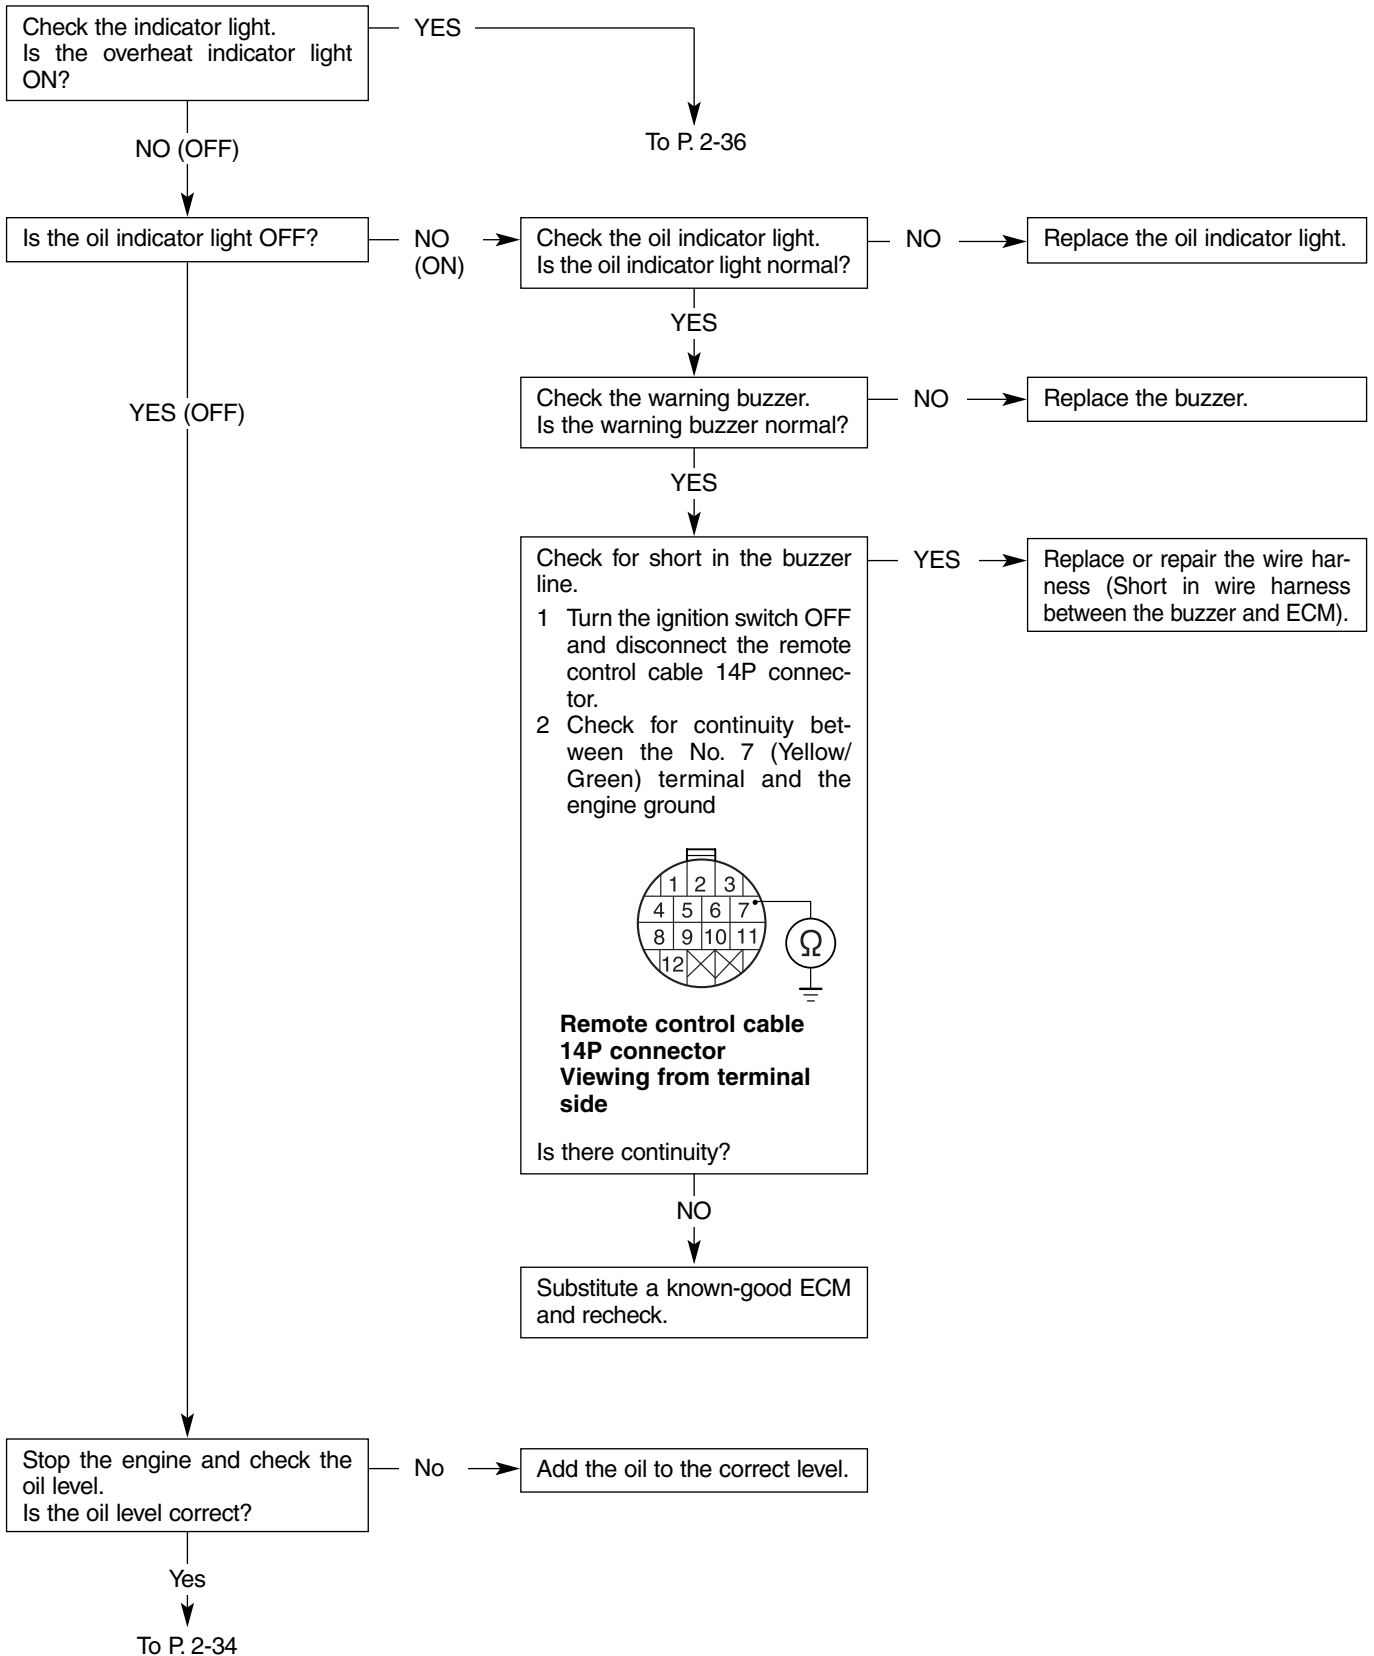 Check the indicator light.
Is the overheat indicator light
ON?
YES
To P. 2-36
NO (OFF)
Is the oil indicator light OFF?
NO
(ON)
Check the oil indicator light.
Is the oil indicator light normal?
NO
Replace the oil indicator light.
YES
Check the warning buzzer.
Is the warning buzzer normal?
NO
Replace the buzzer.
YES (OFF)
YES
Check for short in the buzzer
line.
1 Turn the ignition switch OFF
and disconnect the remote
control cable 14P connec-
tor.
2 Check for continuity bet-
ween the No. 7 (Yellow/
Green) terminal and the
engine ground
1 2 3
4 5 6 7
8 9 10 11
12
Ω
Remote control cable
14P connector
Viewing from terminal
side
Is there continuity?
YES
Replace or repair the wire har-
ness (Short in wire harness
between the buzzer and ECM).
NO
Substitute a known-good ECM
and recheck.
Stop the engine and check the
oil level.
Is the oil level correct?
No
Add the oil to the correct level.
Yes
To P. 2-34